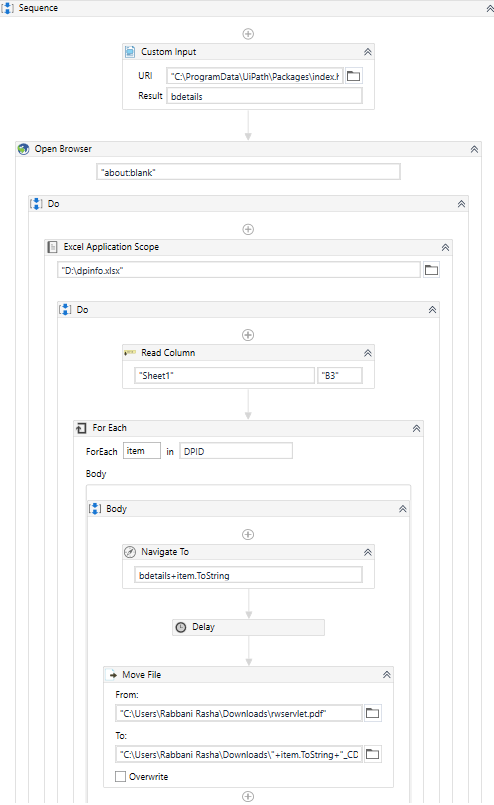 Sequence
Custom Input
URI "C:\ProgramData\UiPath\Packages\index.h
Result bdetails
Open Browser
"about:blank"
Do
Excel Application Scope
"D:\dpinfo.xlsx"
Do
Read Column
"Sheet1" "B3"
For Each
ForEach item in DPID
Body
Body
Navigate To
bdetails+item.ToString
Delay
Move File
From:
"C:\Users\Rabbani Rasha\Downloads\rwservlet.pdf"
To:
"C:\Users\Rabbani Rasha\Downloads\"+item.ToString+"_CD
Overwrite